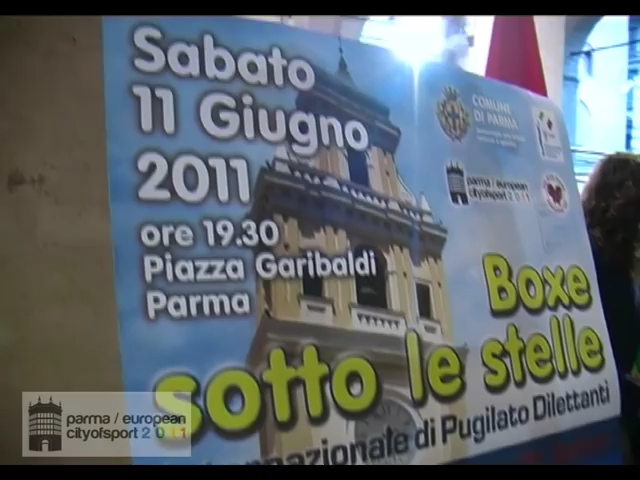 Sabato
11 Giugno
2011
ore 19.30
Piazza Garibaldi
Parma
COMUNE
DI PARMA
parma / european
cityofsport 2011
Boxe
sotto le stelle
di Pugilato Dilettanti
parma / european
cityofsport 2011